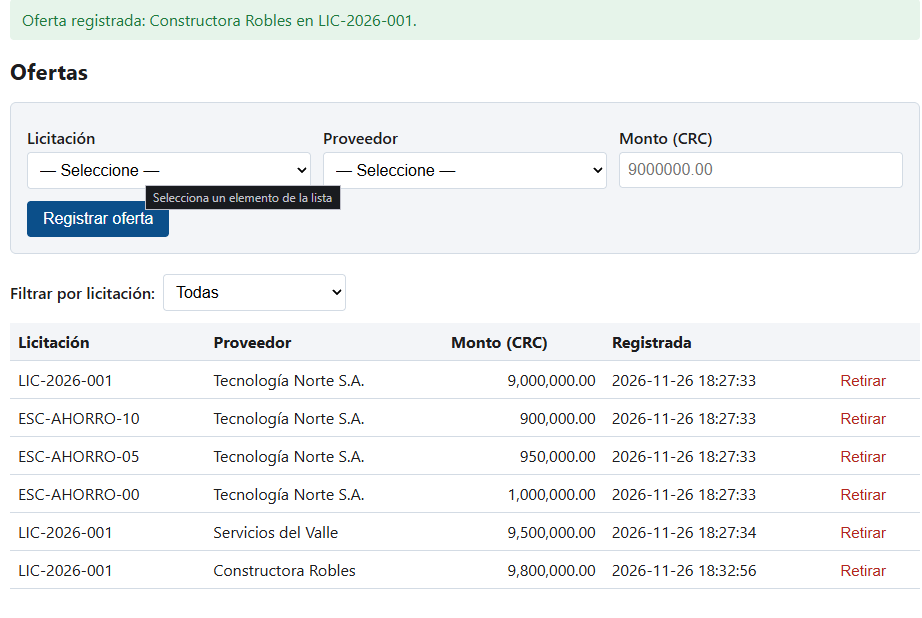 Oferta registrada: Constructora Robles en LIC-2026-001.
Ofertas
Licitación Proveedor Monto (CRC)
— Seleccione — — Seleccione — 9000000.00
Selecciona un elemento de la lista
Registrar oferta
Filtrar por licitación: Todas
Licitación Proveedor Monto (CRC) Registrada
LIC-2026-001 Tecnología Norte S.A. 9,000,000.00 2026-11-26 18:27:33 Retirar
ESC-AHORRO-10 Tecnología Norte S.A. 900,000.00 2026-11-26 18:27:33 Retirar
ESC-AHORRO-05 Tecnología Norte S.A. 950,000.00 2026-11-26 18:27:33 Retirar
ESC-AHORRO-00 Tecnología Norte S.A. 1,000,000.00 2026-11-26 18:27:33 Retirar
LIC-2026-001 Servicios del Valle 9,500,000.00 2026-11-26 18:27:34 Retirar
LIC-2026-001 Constructora Robles 9,800,000.00 2026-11-26 18:32:56 Retirar